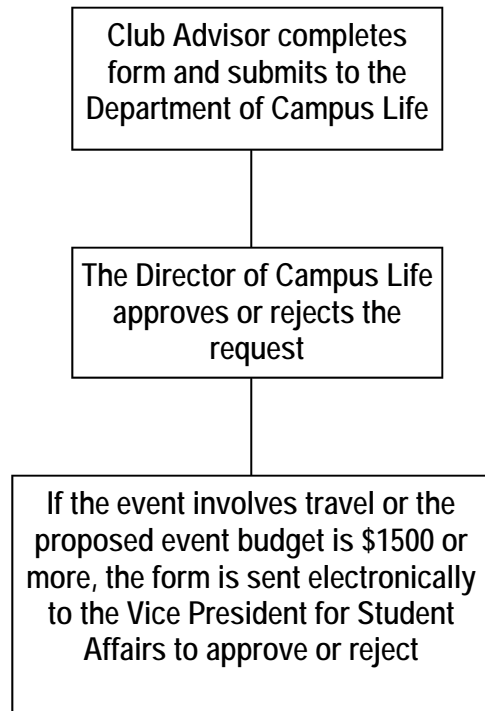 Club Advisor completes
form and submits to the
Department of Campus Life
The Director of Campus Life
approves or rejects the
request
If the event involves travel or the
proposed event budget is $1500 or
more, the form is sent electronically
to the Vice President for Student
Affairs to approve or reject